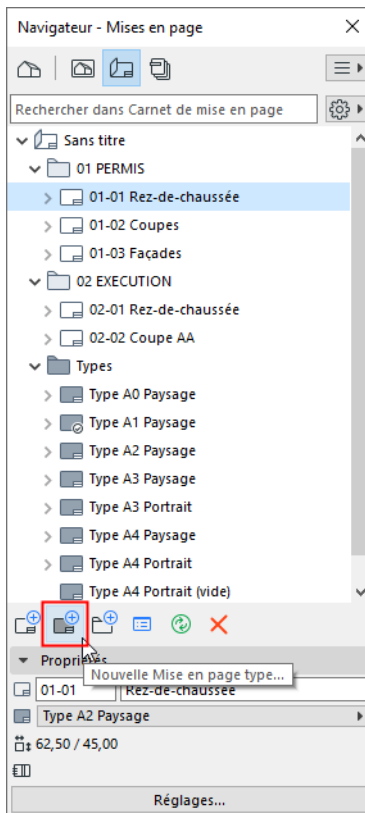 Navigateur - Mises en page
Rechercher dans Carnet de mise en page
Sans titre
01 PERMIS
01-01 Rez-de-chaussée
01-02 Coupes
01-03 Façades
02 EXECUTION
02-01 Rez-de-chaussée
02-02 Coupe AA
Types
Type A0 Paysage
Type A1 Paysage
Type A2 Paysage
Type A3 Paysage
Type A3 Portrait
Type A4 Paysage
Type A4 Portrait
Type A4 Portrait (vide)
Propriétés
Nouvelle Mise en page type...
01-01 Rez-de-chaussée
Type A2 Paysage
62,50 / 45,00
Réglages...